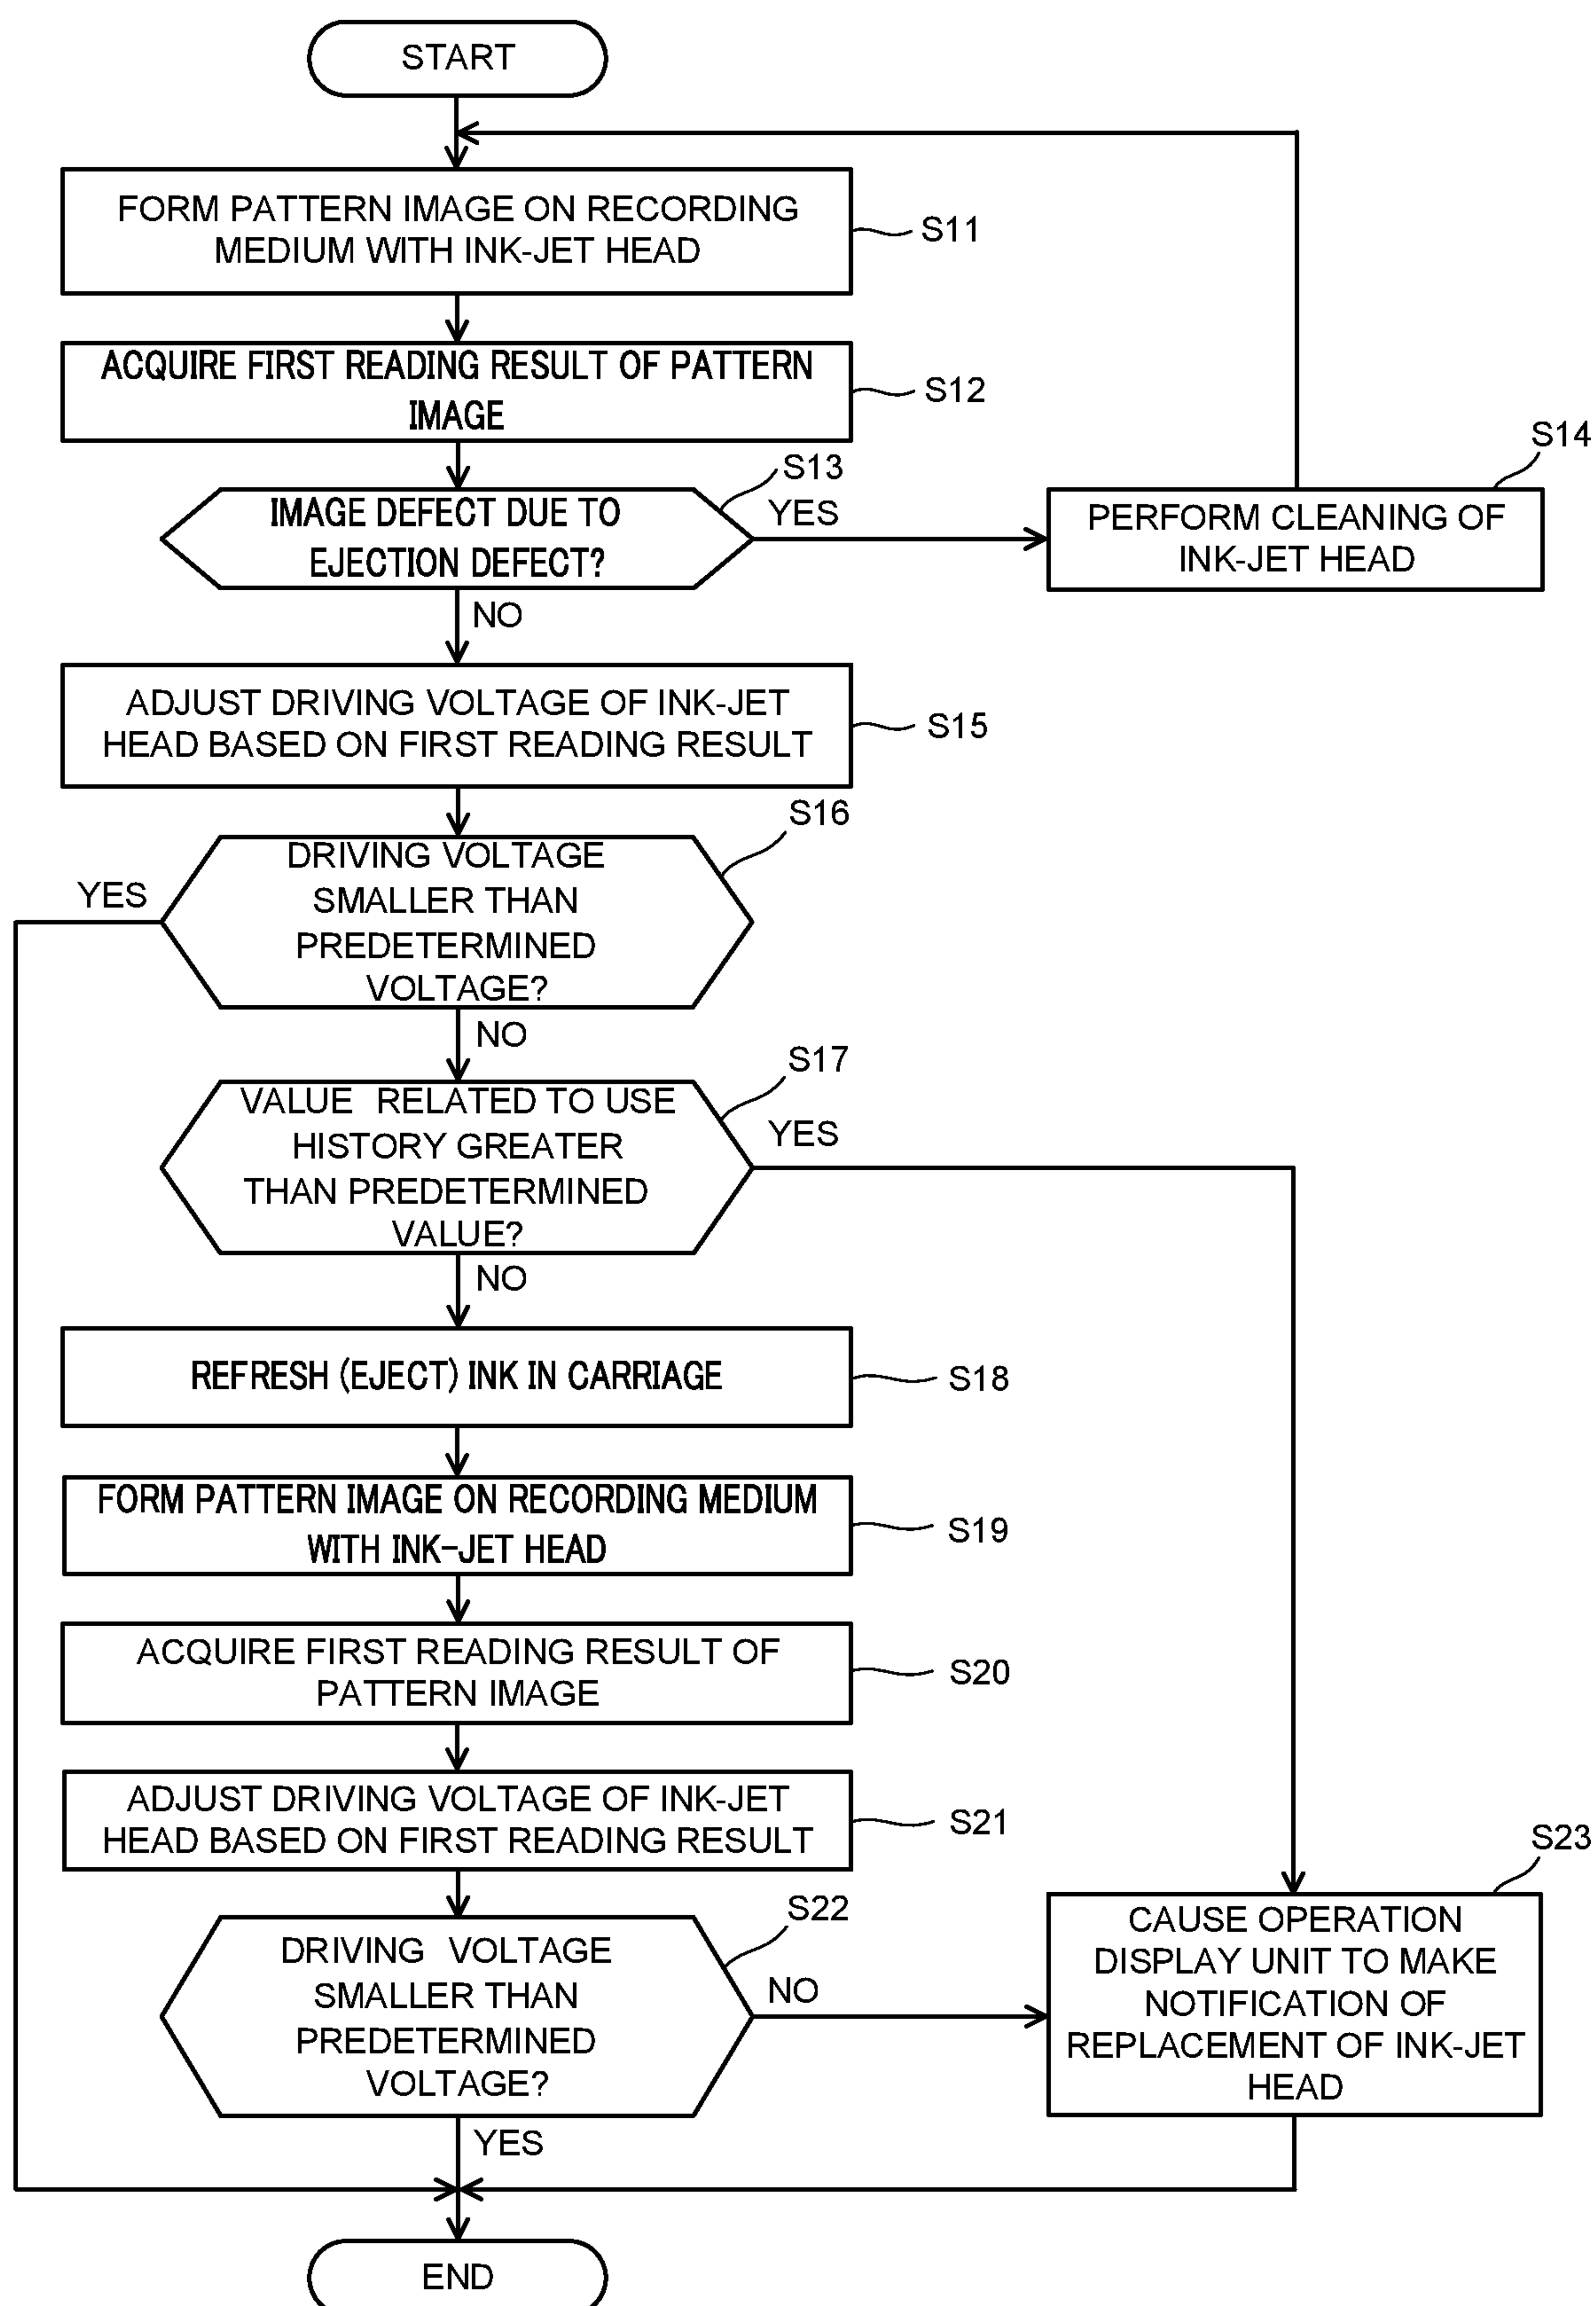 START
FORM PATTERN IMAGE ON RECORDING
MEDIUM WITH INK-JET HEAD
S11
ACQUIRE FIRST READING RESULT OF PATTERN
IMAGE
S12
S13
IMAGE DEFECT DUE TO
EJECTION DEFECT?
YES
NO
S14
PERFORM CLEANING OF
INK-JET HEAD
ADJUST DRIVING VOLTAGE OF INK-JET
HEAD BASED ON FIRST READING RESULT
S15
S16
DRIVING VOLTAGE
SMALLER THAN
PREDETERMINED
VOLTAGE?
YES
NO
S17
VALUE RELATED TO USE
HISTORY GREATER
THAN PREDETERMINED
VALUE?
YES
NO
REFRESH (EJECT) INK IN CARRIAGE
S18
FORM PATTERN IMAGE ON RECORDING MEDIUM
WITH INK-JET HEAD
S19
ACQUIRE FIRST READING RESULT OF
PATTERN IMAGE
S20
ADJUST DRIVING VOLTAGE OF INK-JET
HEAD BASED ON FIRST READING RESULT
S21
S22
DRIVING VOLTAGE
SMALLER THAN
PREDETERMINED
VOLTAGE?
NO
YES
S23
CAUSE OPERATION
DISPLAY UNIT TO MAKE
NOTIFICATION OF
REPLACEMENT OF INK-JET
HEAD
END